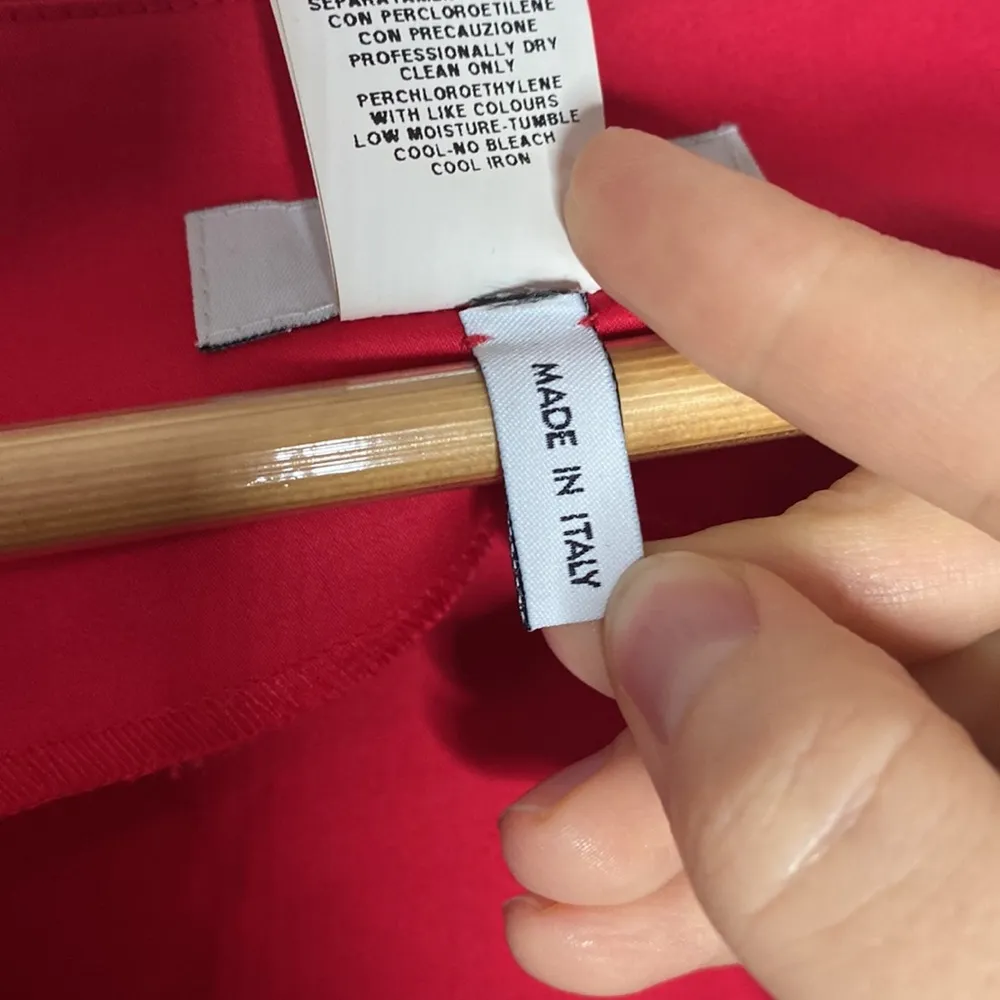 CON PERCLOROETILENE
CON PRECAUZIONE
PROFESSIONALLY DRY
CLEAN ONLY
PERCHLOROETHYLENE
WITH LIKE COLOURS
LOW MOISTURE-TUMBLE
COOL-NO BLEACH
COOL IRON
MADE IN ITALY